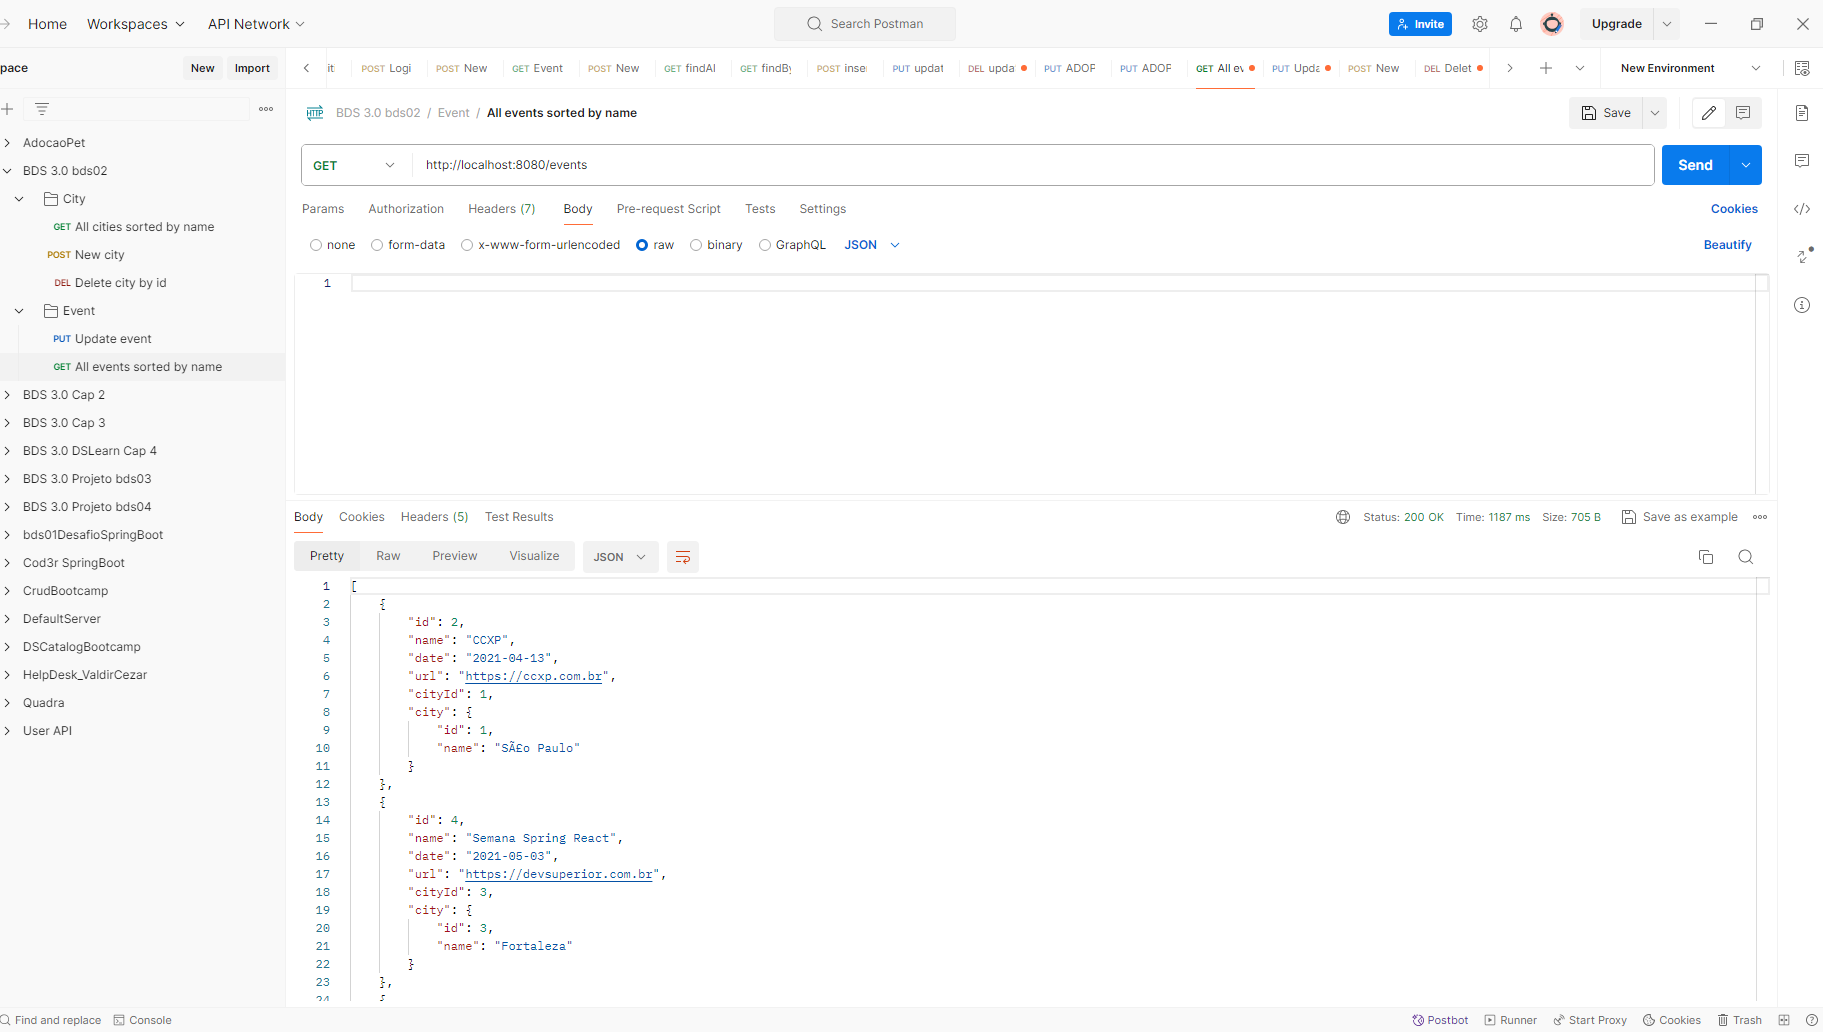 Home Workspaces API Network Search Postman Invite Upgrade
pace New Import
POST Logi POST New GET Event POST New GET findAl GET findBy POST inser PUT updat DEL upda PUT ADOP PUT ADOP GET All ev PUT Upda POST New DEL Delet New Environment
HTTP BDS 3.0 bds02 / Event / All events sorted by name Save
GET http://localhost:8080/events Send
Params Authorization Headers (7) Body Pre-request Script Tests Settings Cookies
none form-data x-www-form-urlencoded raw binary GraphQL JSON Beautify
1
AdocaoPet
BDS 3.0 bds02
City
GET All cities sorted by name
POST New city
DEL Delete city by id
Event
PUT Update event
GET All events sorted by name
BDS 3.0 Cap 2
BDS 3.0 Cap 3
BDS 3.0 DSLearn Cap 4
BDS 3.0 Projeto bds03
BDS 3.0 Projeto bds04
bds01DesafioSpringBoot
Cod3r SpringBoot
CrudBootcamp
DefaultServer
DSCatalogBootcamp
HelpDesk_ValdirCezar
Quadra
User API
Body Cookies Headers (5) Test Results Status: 200 OK Time: 1187 ms Size: 705 B Save as example
Pretty Raw Preview Visualize JSON
1 [
2 {
3 "id": 2,
4 "name": "CCXP",
5 "date": "2021-04-13",
6 "url": "https://ccxp.com.br",
7 "cityId": 1,
8 "city": {
9 "id": 1,
10 "name": "SÃ£o Paulo"
11 }
12 },
13 {
14 "id": 4,
15 "name": "Semana Spring React",
16 "date": "2021-05-03",
17 "url": "https://devsuperior.com.br",
18 "cityId": 3,
19 "city": {
20 "id": 3,
21 "name": "Fortaleza"
22 }
23 },
24 {
Find and replace Console Postbot Runner Start Proxy Cookies Trash